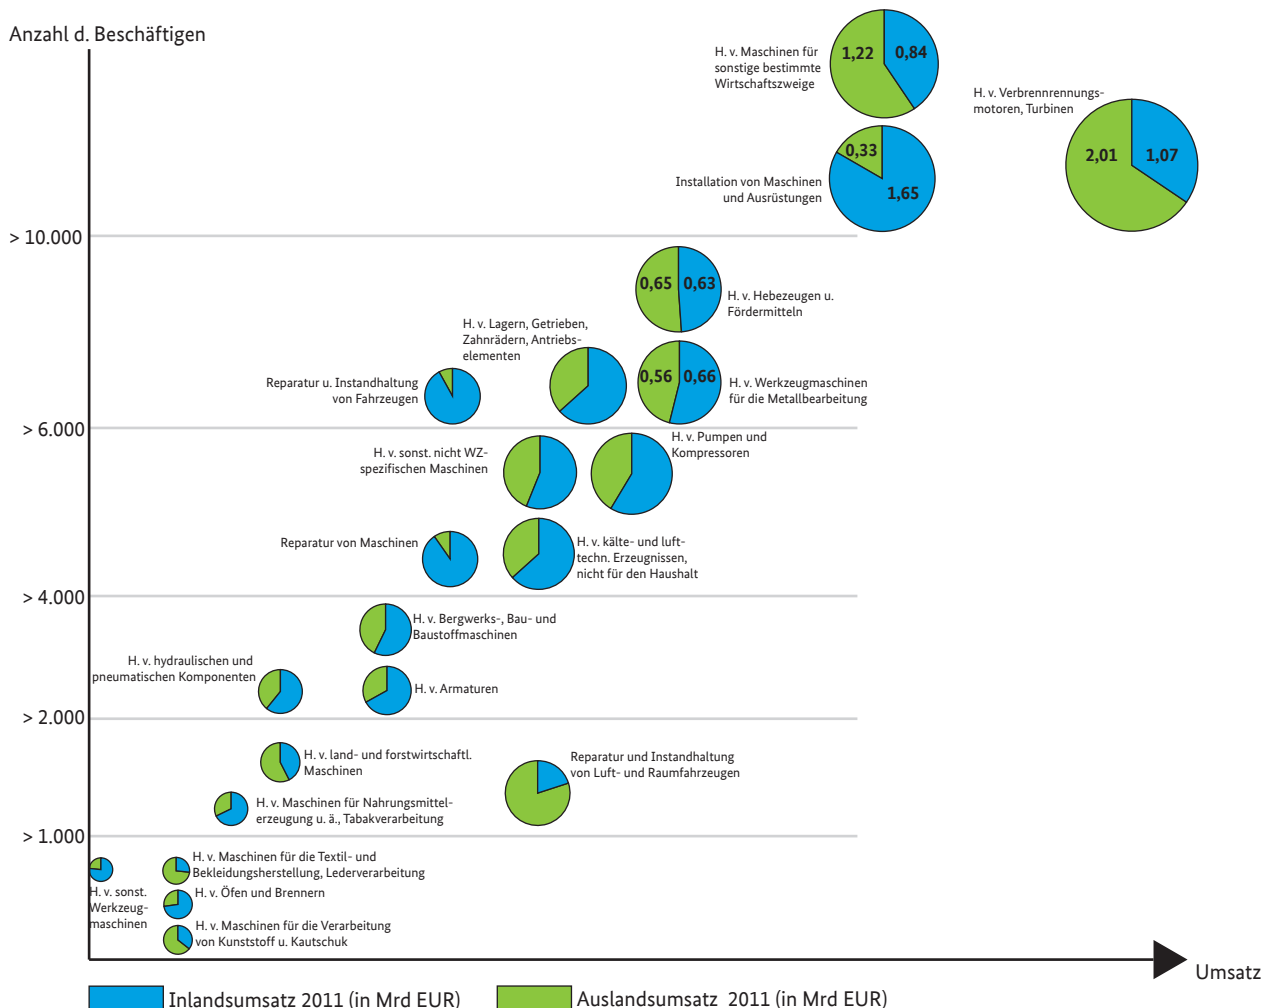 Anzahl d. Beschäftigen
H. v. Maschinen für
sonstige bestimmte
Wirtschaftszweige
1,22
0,84
H. v. Verbrennrennungs-
motoren, Turbinen
2,01
1,07
Installation von Maschinen
und Ausrüstungen
0,33
1,65
> 10.000
0,65
0,63
H. v. Hebezeugen u.
Fördermitteln
H. v. Lagern, Getrieben,
Zahnrädern, Antriebs-
elementen
Reparatur u. Instandhaltung
von Fahrzeugen
0,56
0,66
H. v. Werkzeugmaschinen
für die Metallbearbeitung
> 6.000
H. v. sonst. nicht WZ-
spezifischen Maschinen
H. v. Pumpen und
Kompressoren
Reparatur von Maschinen
H. v. kälte- und luft-
techn. Erzeugnissen,
nicht für den Haushalt
> 4.000
H. v. Bergwerks-, Bau- und
Baustoffmaschinen
H. v. hydraulischen und
pneumatischen Komponenten
H. v. Armaturen
> 2.000
H. v. land- und forstwirtschaftl.
Maschinen
Reparatur und Instandhaltung
von Luft- und Raumfahrzeugen
H. v. Maschinen für Nahrungsmittel-
erzeugung u. ä., Tabakverarbeitung
> 1.000
H. v. Maschinen für die Textil- und
Bekleidungsherstellung, Lederverarbeitung
H. v. sonst.
Werkzeug-
maschinen
H. v. Öfen und Brennern
H. v. Maschinen für die Verarbeitung
von Kunststoff u. Kautschuk
Umsatz
Inlandsumsatz 2011 (in Mrd EUR)
Auslandsumsatz 2011 (in Mrd EUR)